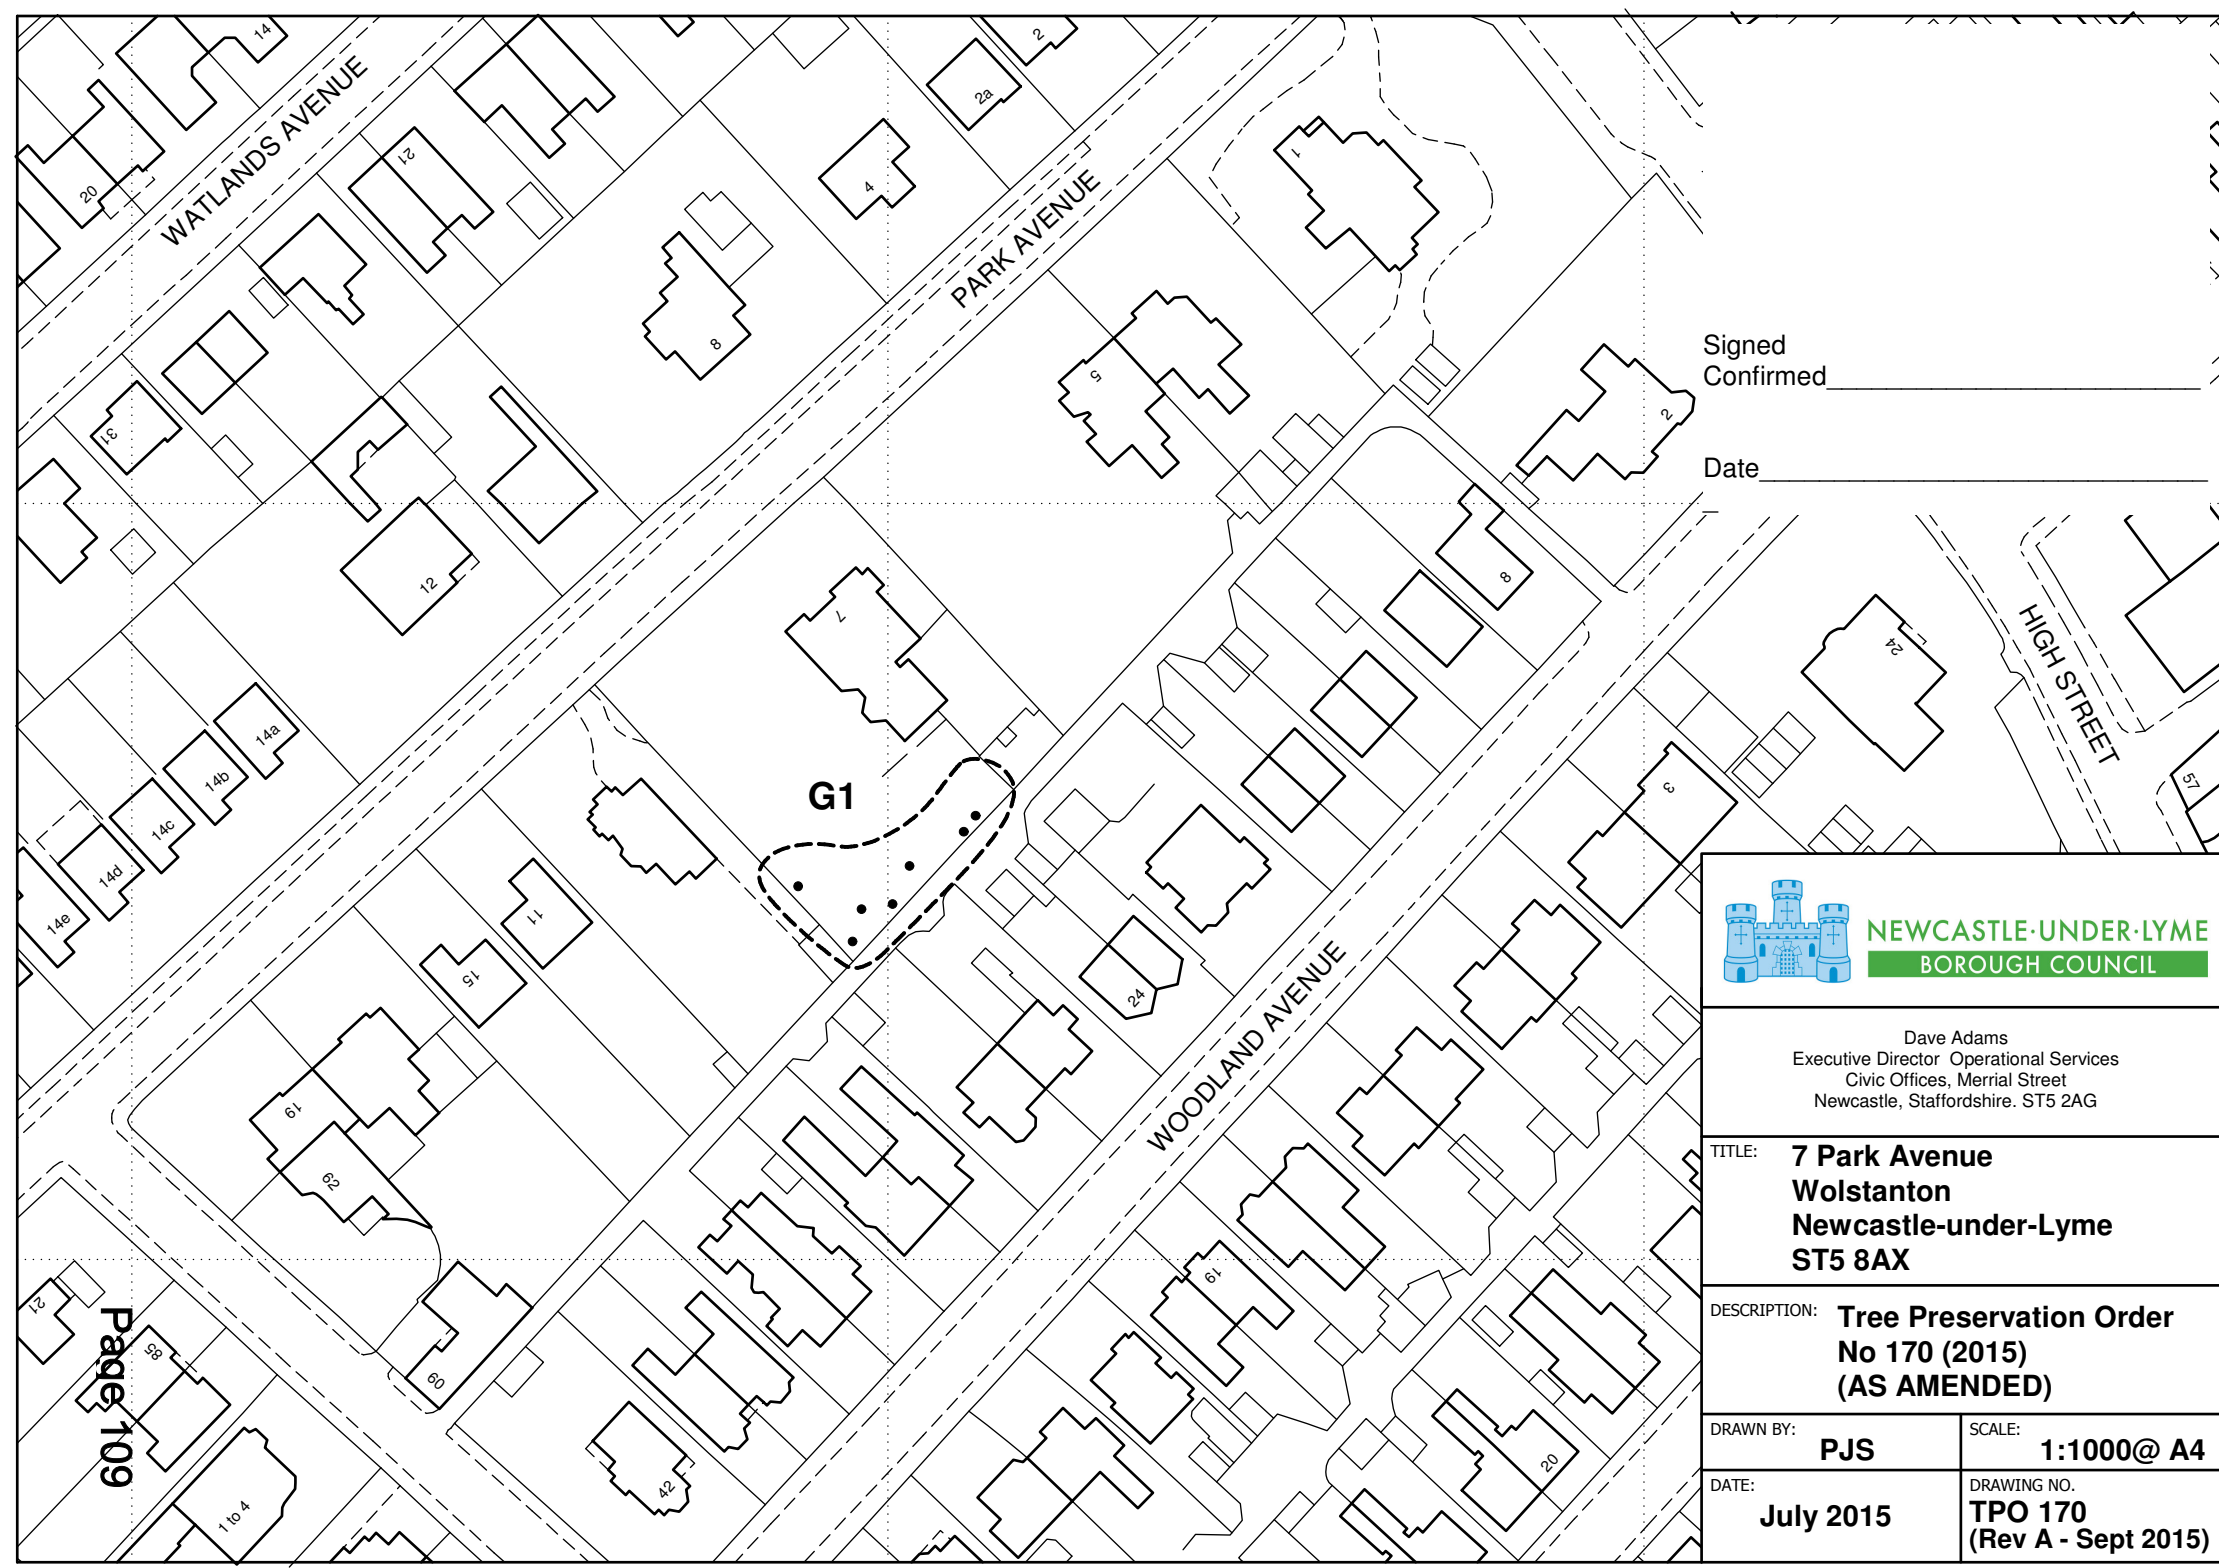 WATLANDS AVENUE
PARK AVENUE
WOODLAND AVENUE
HIGH STREET
14
20
21
2
2a
4
1
8
5
2
31
12
7
8
24
57
14a
14b
14c
14d
14e
G1
3
11
15
24
19
62
19
21
85
60
42
20
1 to 4
Page 109
Signed
Confirmed
Date
NEWCASTLE·UNDER·LYME
BOROUGH COUNCIL
Dave Adams
Executive Director Operational Services
Civic Offices, Merrial Street
Newcastle, Staffordshire. ST5 2AG
TITLE: 7 Park Avenue
Wolstanton
Newcastle-under-Lyme
ST5 8AX
DESCRIPTION: Tree Preservation Order
No 170 (2015)
(AS AMENDED)
DRAWN BY: PJS
SCALE: 1:1000@ A4
DATE: July 2015
DRAWING NO.
TPO 170
(Rev A - Sept 2015)